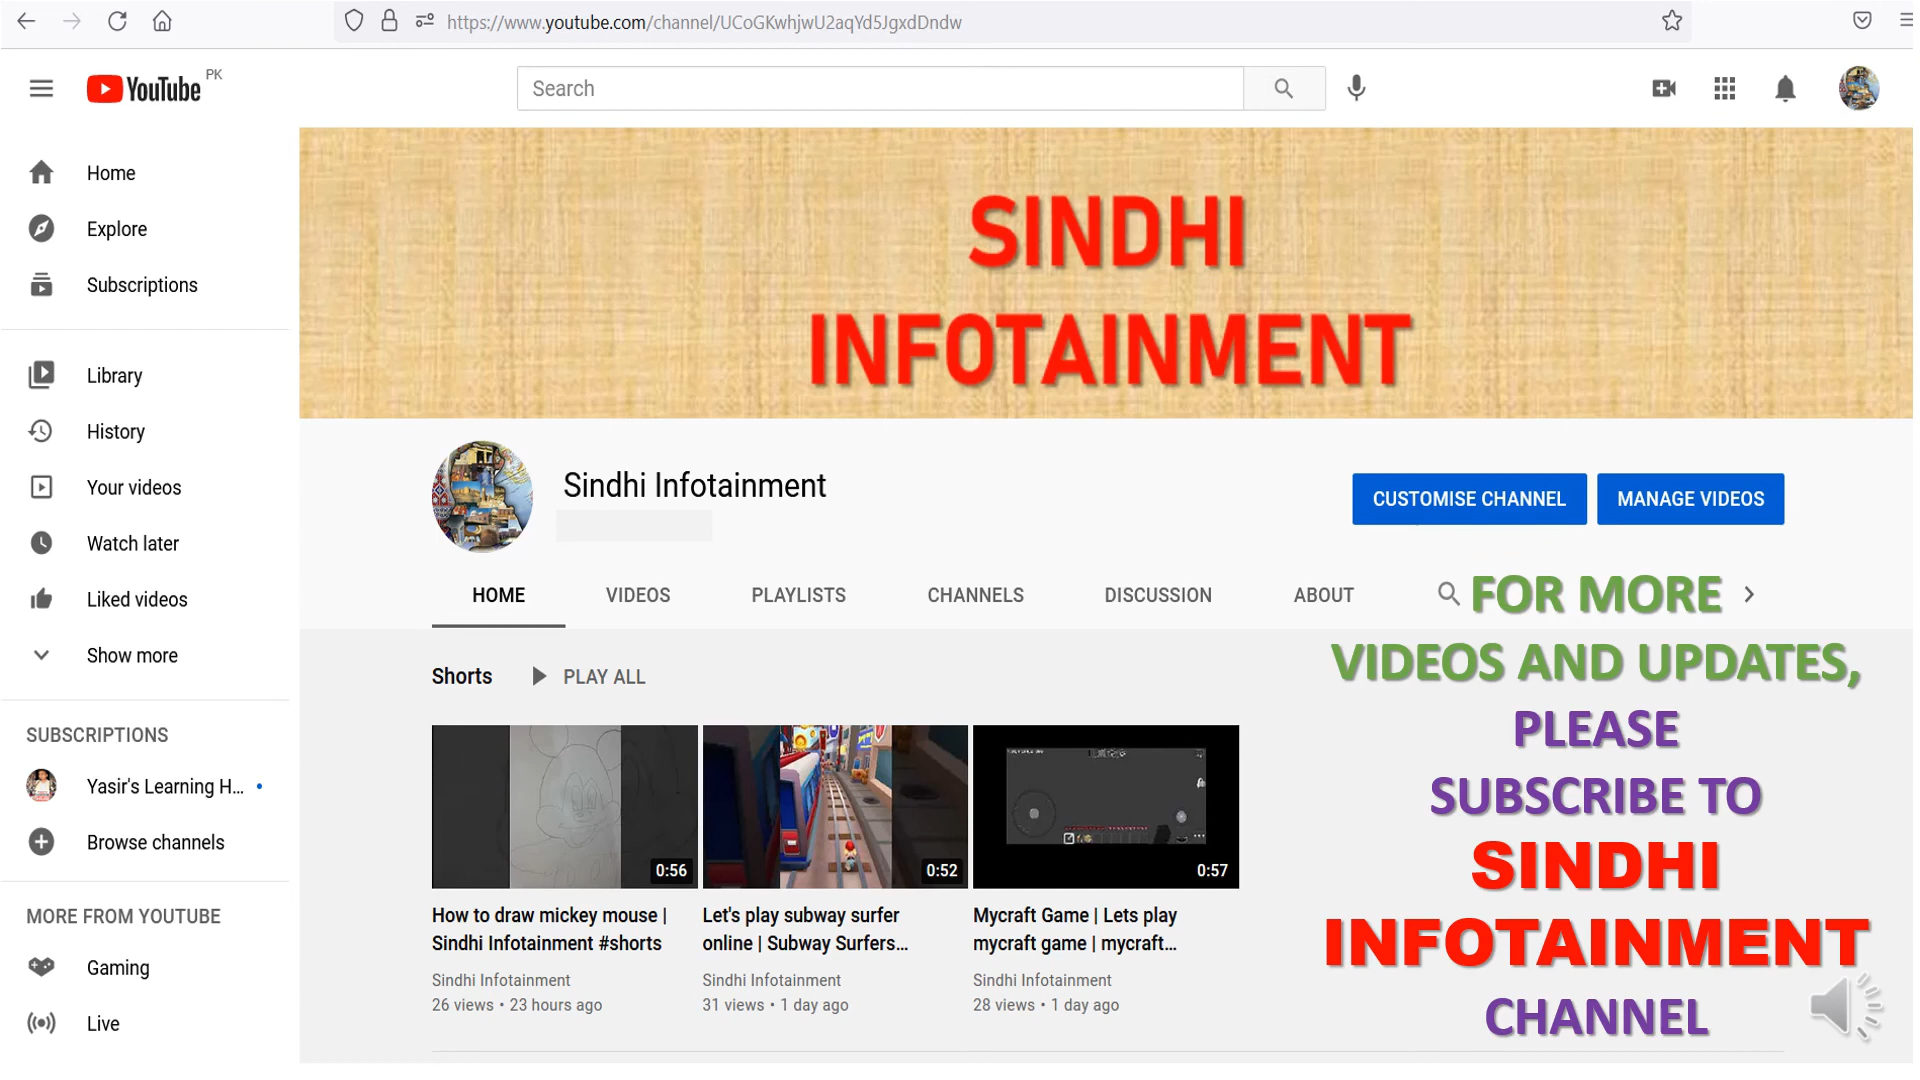 https://www.youtube.com/channel/UCoGKwhjwU2aqYd5JgxdDndw
YouTube PK
Search
Home
Explore
Subscriptions
Library
History
Your videos
Watch later
Liked videos
Show more
SUBSCRIPTIONS
Yasir's Learning H...
Browse channels
MORE FROM YOUTUBE
Gaming
Live
SINDHI
INFOTAINMENT
Sindhi Infotainment
CUSTOMISE CHANNEL
MANAGE VIDEOS
HOME
VIDEOS
PLAYLISTS
CHANNELS
DISCUSSION
ABOUT
Shorts
PLAY ALL
0:56
How to draw mickey mouse |
Sindhi Infotainment #shorts
Sindhi Infotainment
26 views • 23 hours ago
0:52
Let's play subway surfer
online | Subway Surfers...
Sindhi Infotainment
31 views • 1 day ago
0:57
Mycraft Game | Lets play
mycraft game | mycraft...
Sindhi Infotainment
28 views • 1 day ago
FOR MORE
VIDEOS AND UPDATES,
PLEASE
SUBSCRIBE TO
SINDHI
INFOTAINMENT
CHANNEL